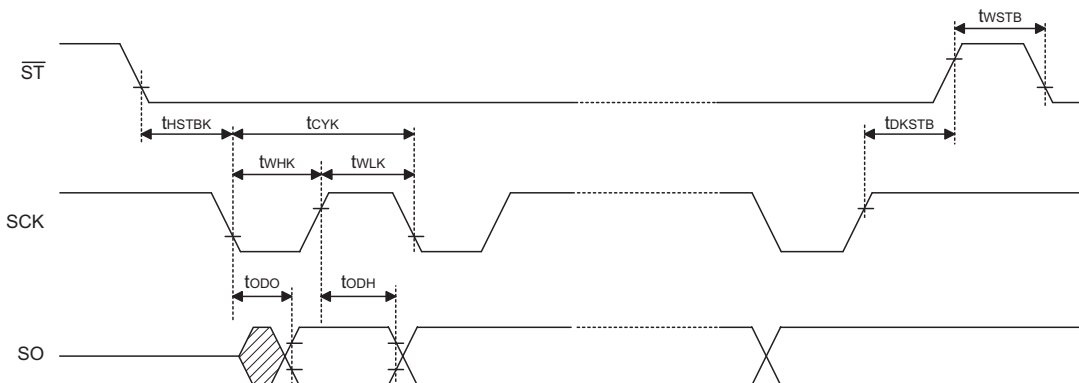 tWSTB
ST
tHSTBK
tCYK
tDKSTB
tWHK
tWLK
SCK
tODO
tODH
SO